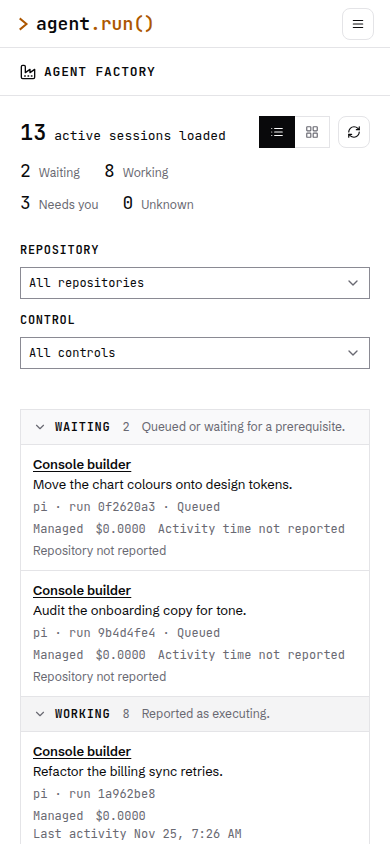 agent.run()
AGENT FACTORY
13 active sessions loaded
2 Waiting 8 Working
3 Needs you 0 Unknown
REPOSITORY
All repositories
CONTROL
All controls
WAITING 2 Queued or waiting for a prerequisite.
Console builder
Move the chart colours onto design tokens.
pi · run 0f2620a3 · Queued
Managed $0.0000 Activity time not reported
Repository not reported
Console builder
Audit the onboarding copy for tone.
pi · run 9b4d4fe4 · Queued
Managed $0.0000 Activity time not reported
Repository not reported
WORKING 8 Reported as executing.
Console builder
Refactor the billing sync retries.
pi · run 1a962be8
Managed $0.0000
Last activity Nov 25, 7:26 AM